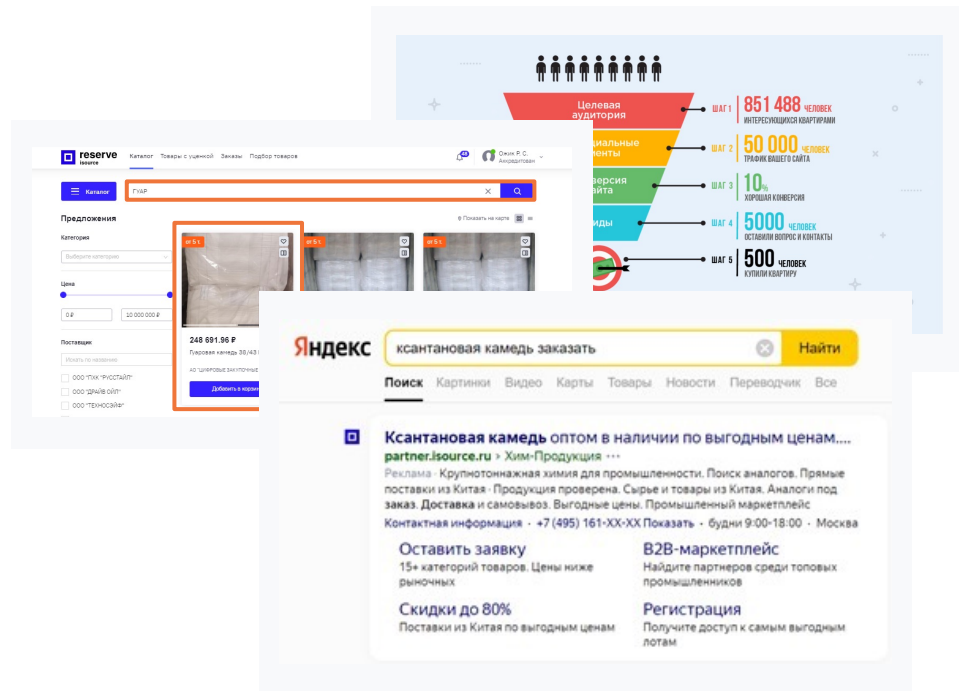 Целевая
аудитория
ШАГ 1
851 488 ЧЕЛОВЕК
ИНТЕРЕСУЮЩИХСЯ КВАРТИРАМИ
ШАГ 2
50 000 ЧЕЛОВЕК
ТРАФИК ВАШЕГО САЙТА
ШАГ 3
10%
ХОРОШАЯ КОНВЕРСИЯ
ШАГ 4
5000 ЧЕЛОВЕК
ОСТАВИЛИ ВОПРОС И КОНТАКТЫ
ШАГ 5
500 ЧЕЛОВЕК
КУПИЛИ КВАРТИРУ
reserve
isource
Каталог Товары с уценкой Заказы Подбор товаров
48
Ожик Р. С.
Аккредитован
Каталог
ГУАР
Предложения
Показать на карте
Категория
Выберите категорию
Цена
0 ₽
10 000 000 ₽
Поставщик
Искать по названию
ООО "ПХК "РУССТАЙЛ"
ООО "ДРАЙВ ОЙЛ"
ООО "ТЕХНОСЭЙФ"
от 5 т.
от 5 т.
от 5 т.
248 691.96 ₽
Гуаровая камедь 38/43
АО "ЦИФРОВЫЕ ЗАКУПОЧНЫЕ
Добавить в корзин
Яндекс
ксантановая камедь заказать
Найти
Поиск Картинки Видео Карты Товары Новости Переводчик Все
Ксантановая камедь оптом в наличии по выгодным ценам....
partner.isource.ru › Хим-Продукция ···
Реклама · Крупнотоннажная химия для промышленности. Поиск аналогов. Прямые
поставки из Китая · Продукция проверена. Сырье и товары из Китая. Аналоги под
заказ. Доставка и самовывоз. Выгодные цены. Промышленный маркетплейс
Контактная информация · +7 (495) 161-XX-XX Показать · будни 9:00-18:00 · Москва
Оставить заявку
15+ категорий товаров. Цены ниже
рыночных
B2B-маркетплейс
Найдите партнеров среди топовых
промышленников
Скидки до 80%
Поставки из Китая по выгодным ценам
Регистрация
Получите доступ к самым выгодным
лотам